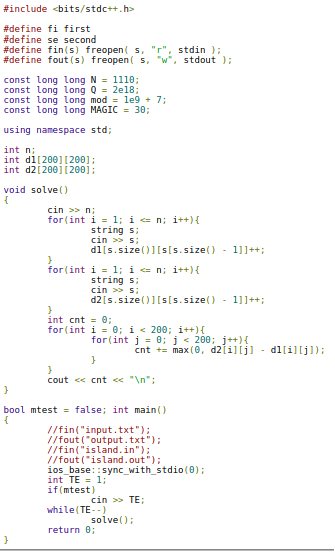 #include <bits/stdc++.h>
#define fi first
#define se second
#define fin(s) freopen( s, "r", stdin );
#define fout(s) freopen( s, "w", stdout );
const long long N = 1110;
const long long Q = 2e18;
const long long mod = 1e9 + 7;
const long long MAGIC = 30;
using namespace std;
int n;
int d1[200][200];
int d2[200][200];
void solve()
{
cin >> n;
for(int i = 1; i <= n; i++){
string s;
cin >> s;
d1[s.size()][s[s.size() - 1]]++;
}
for(int i = 1; i <= n; i++){
string s;
cin >> s;
d2[s.size()][s[s.size() - 1]]++;
}
int cnt = 0;
for(int i = 0; i < 200; i++){
for(int j = 0; j < 200; j++){
cnt += max(0, d2[i][j] - d1[i][j]);
}
}
cout << cnt << "\n";
}
bool mtest = false; int main()
{
//fin("input.txt");
//fout("output.txt");
//fin("island.in");
//fout("island.out");
ios_base::sync_with_stdio(0);
int TE = 1;
if(mtest)
cin >> TE;
while(TE--)
solve();
return 0;
}